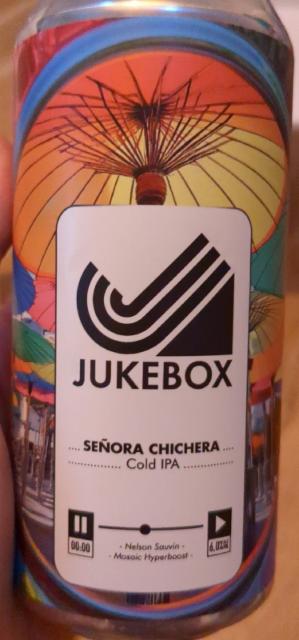 JUKEBOX
SEÑORA CHICHERA
Cold IPA
- Nelson Sauvin -
- Mosaic Hyperboost -
00:00